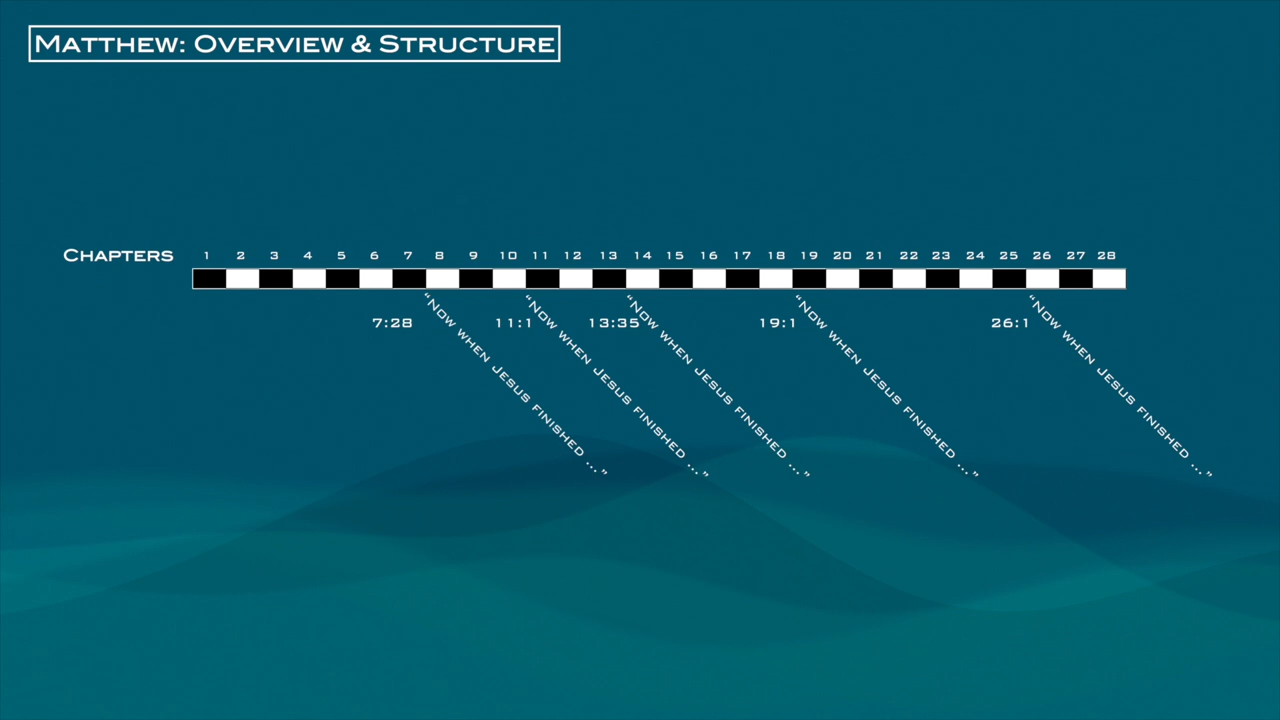 Matthew: Overview & Structure
Chapters 1 2 3 4 5 6 7 8 9 10 11 12 13 14 15 16 17 18 19 20 21 22 23 24 25 26 27 28
7:28
"Now when Jesus finished ..."
11:1
"Now when Jesus finished ..."
13:35
"Now when Jesus finished ..."
19:1
"Now when Jesus finished ..."
26:1
"Now when Jesus finished ..."